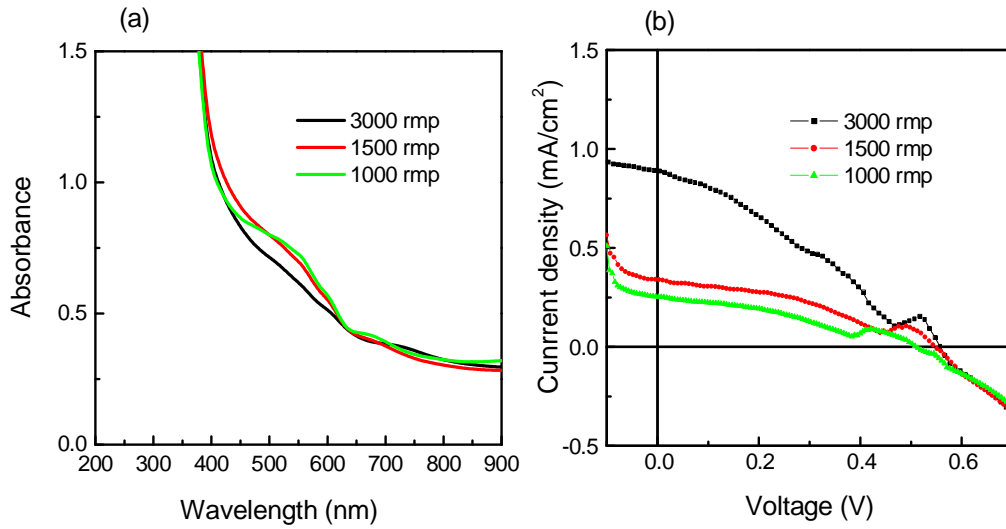 (a)
1.5
1.0
0.5
0.0
Absorbance
3000 rmp
1500 rmp
1000 rmp
200 300 400 500 600 700 800 900
Wavelength (nm)
(b)
1.5
1.0
0.5
0.0
-0.5
Cunrrent density (mA/cm²)
3000 rmp
1500 rmp
1000 rmp
0.0 0.2 0.4 0.6
Voltage (V)